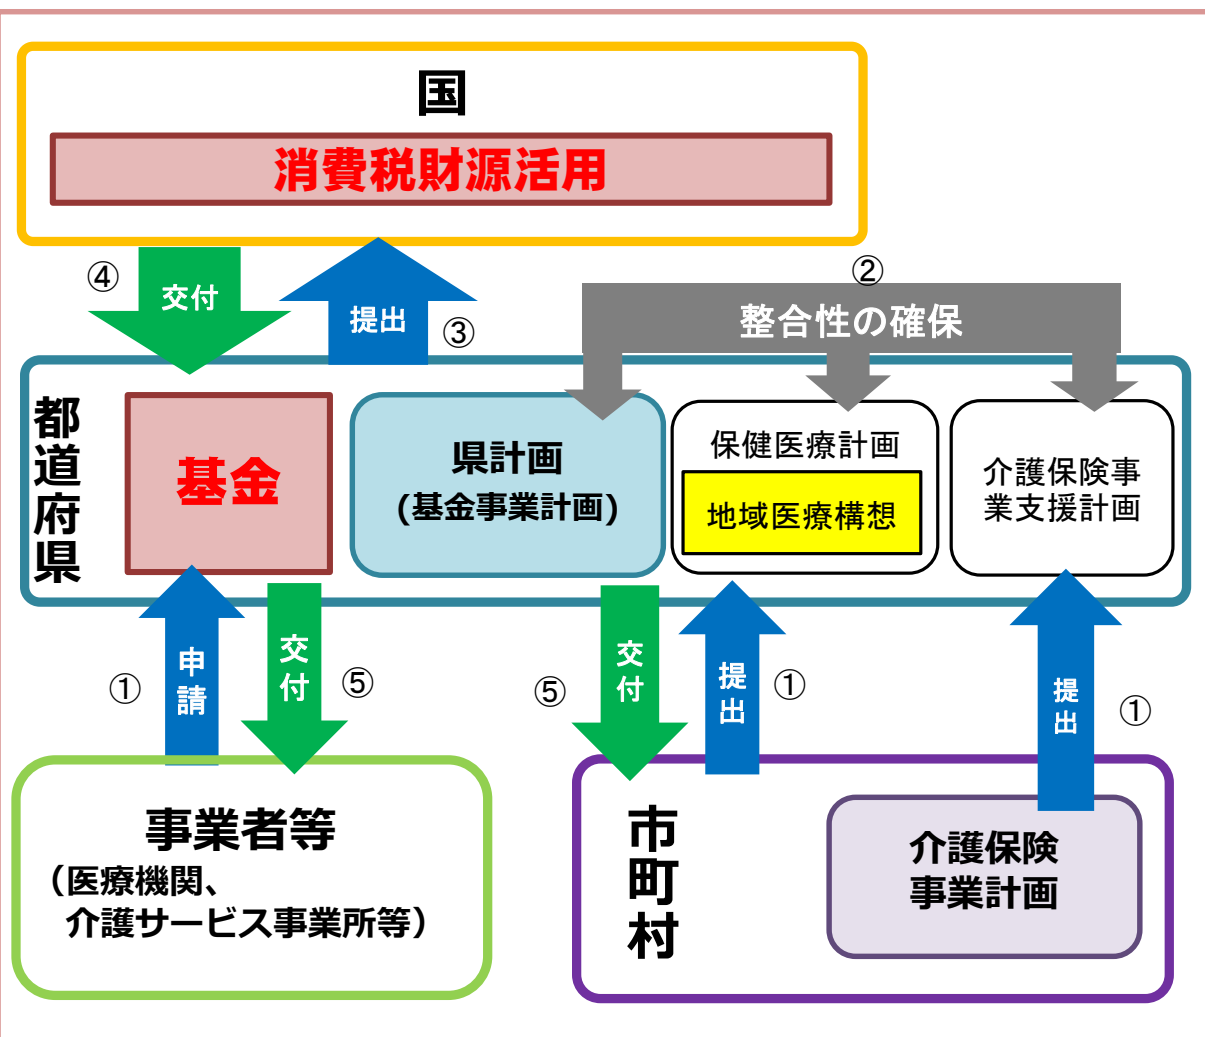 国
消費税財源活用
④
交付
提出
③
②
整合性の確保
都道府県
基金
県計画
(基金事業計画)
保健医療計画
地域医療構想
介護保険事
業支援計画
①
申請
交付
⑤
⑤
交付
提出
①
提出
①
事業者等
（医療機関、
介護サービス事業所等）
市町村
介護保険
事業計画